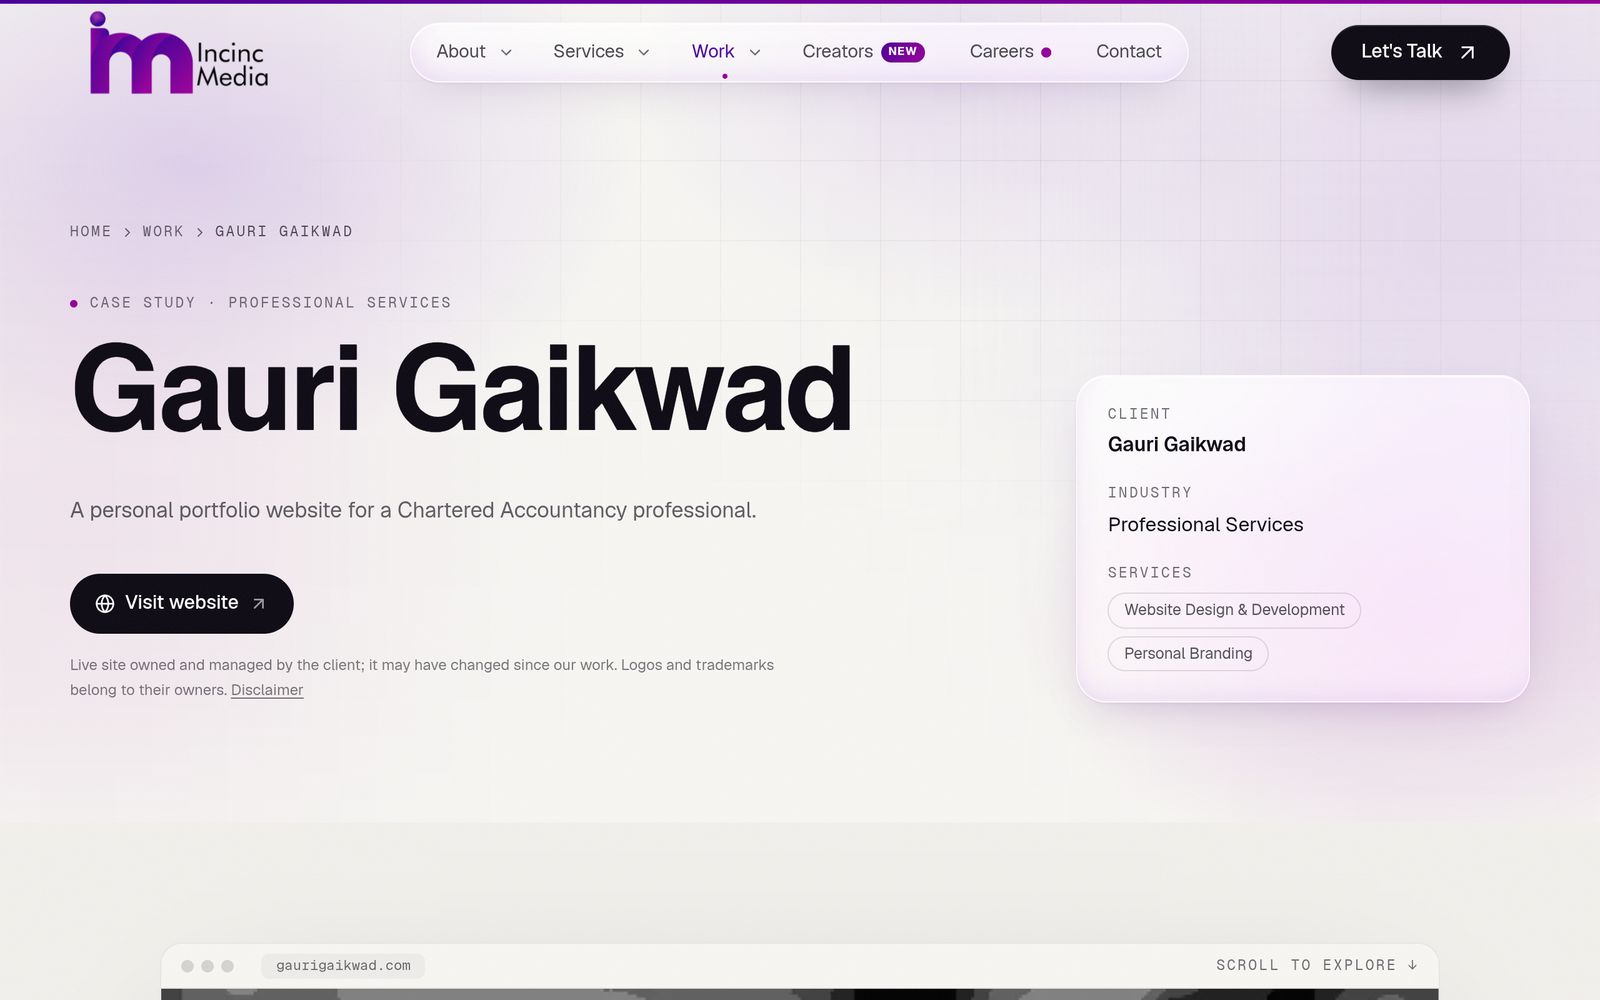 Incinc
Media
About
Services
Work
Creators NEW
Careers
Contact
Let's Talk
HOME > WORK > GAURI GAIKWAD
CASE STUDY · PROFESSIONAL SERVICES
Gauri Gaikwad
A personal portfolio website for a Chartered Accountancy professional.
Visit website
Live site owned and managed by the client; it may have changed since our work. Logos and trademarks
belong to their owners. Disclaimer
CLIENT
Gauri Gaikwad
INDUSTRY
Professional Services
SERVICES
Website Design & Development
Personal Branding
gaurigaikwad.com
SCROLL TO EXPLORE ↓